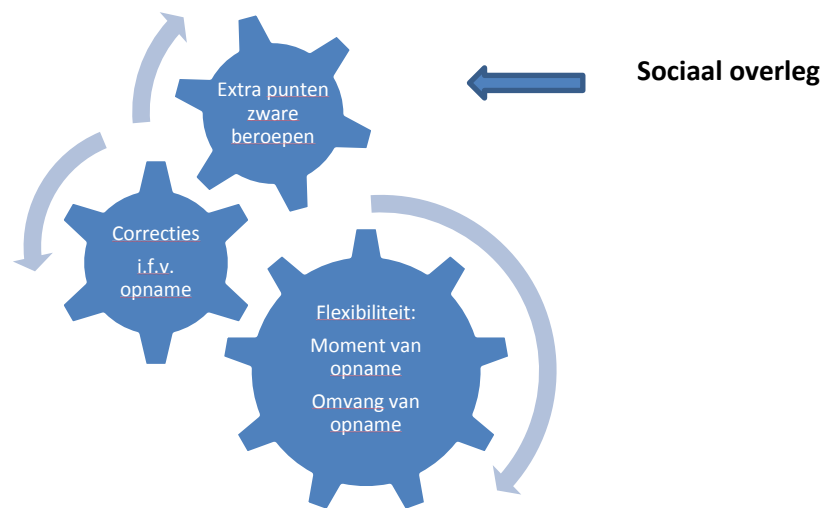 Extra punten
zware
beroepen
Sociaal overleg
Correcties
i.f.v.
opname
Flexibiliteit:
Moment van
opname
Omvang van
opname